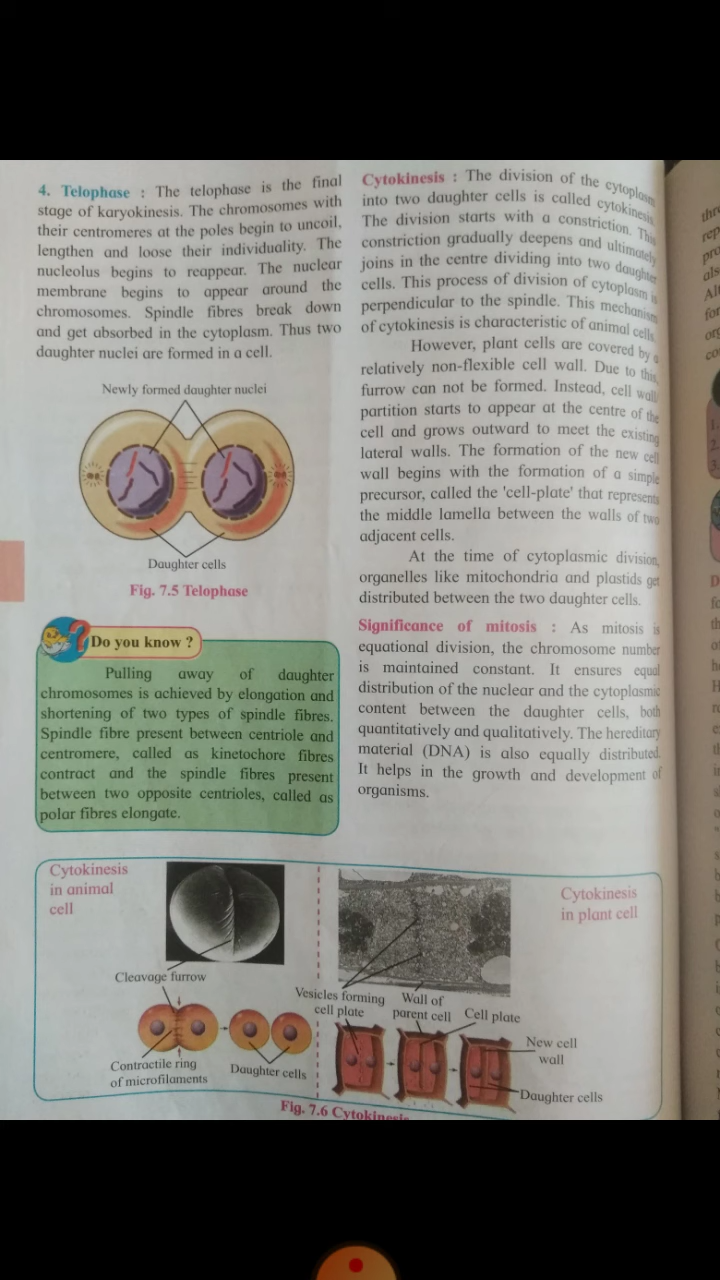 4. Telophase : The telophase is the final
stage of karyokinesis. The chromosomes with
their centromeres at the poles begin to uncoil,
lengthen and loose their individuality. The
nucleolus begins to reappear. The nuclear
membrane begins to appear around the
chromosomes. Spindle fibres break down
and get absorbed in the cytoplasm. Thus two
daughter nuclei are formed in a cell.
Newly formed daughter nuclei
Daughter cells
Fig. 7.5 Telophase
Do you know ?
Pulling away of daughter
chromosomes is achieved by elongation and
shortening of two types of spindle fibres.
Spindle fibre present between centriole and
centromere, called as kinetochore fibres
contract and the spindle fibres present
between two opposite centrioles, called as
polar fibres elongate.
Cytokinesis : The division of the cytoplasm
into two daughter cells is called cytokinesis.
The division starts with a constriction. This
constriction gradually deepens and ultimately
joins in the centre dividing into two daughter
cells. This process of division of cytoplasm is
perpendicular to the spindle. This mechanism
of cytokinesis is characteristic of animal cells.
However, plant cells are covered by a
relatively non-flexible cell wall. Due to this,
furrow can not be formed. Instead, cell wall
partition starts to appear at the centre of the
cell and grows outward to meet the existing
lateral walls. The formation of the new cell
wall begins with the formation of a simple
precursor, called the 'cell-plate' that represents
the middle lamella between the walls of two
adjacent cells.
At the time of cytoplasmic division,
organelles like mitochondria and plastids get
distributed between the two daughter cells.
Significance of mitosis : As mitosis is
equational division, the chromosome number
is maintained constant. It ensures equal
distribution of the nuclear and the cytoplasmic
content between the daughter cells, both
quantitatively and qualitatively. The hereditary
material (DNA) is also equally distributed.
It helps in the growth and development of
organisms.
Cytokinesis
in animal
cell
Cleavage furrow
Contractile ring
of microfilaments
Daughter cells
Cytokinesis
in plant cell
Vesicles forming
cell plate
Wall of
parent cell
Cell plate
New cell
wall
Daughter cells
Fig. 7.6 Cytokinesis